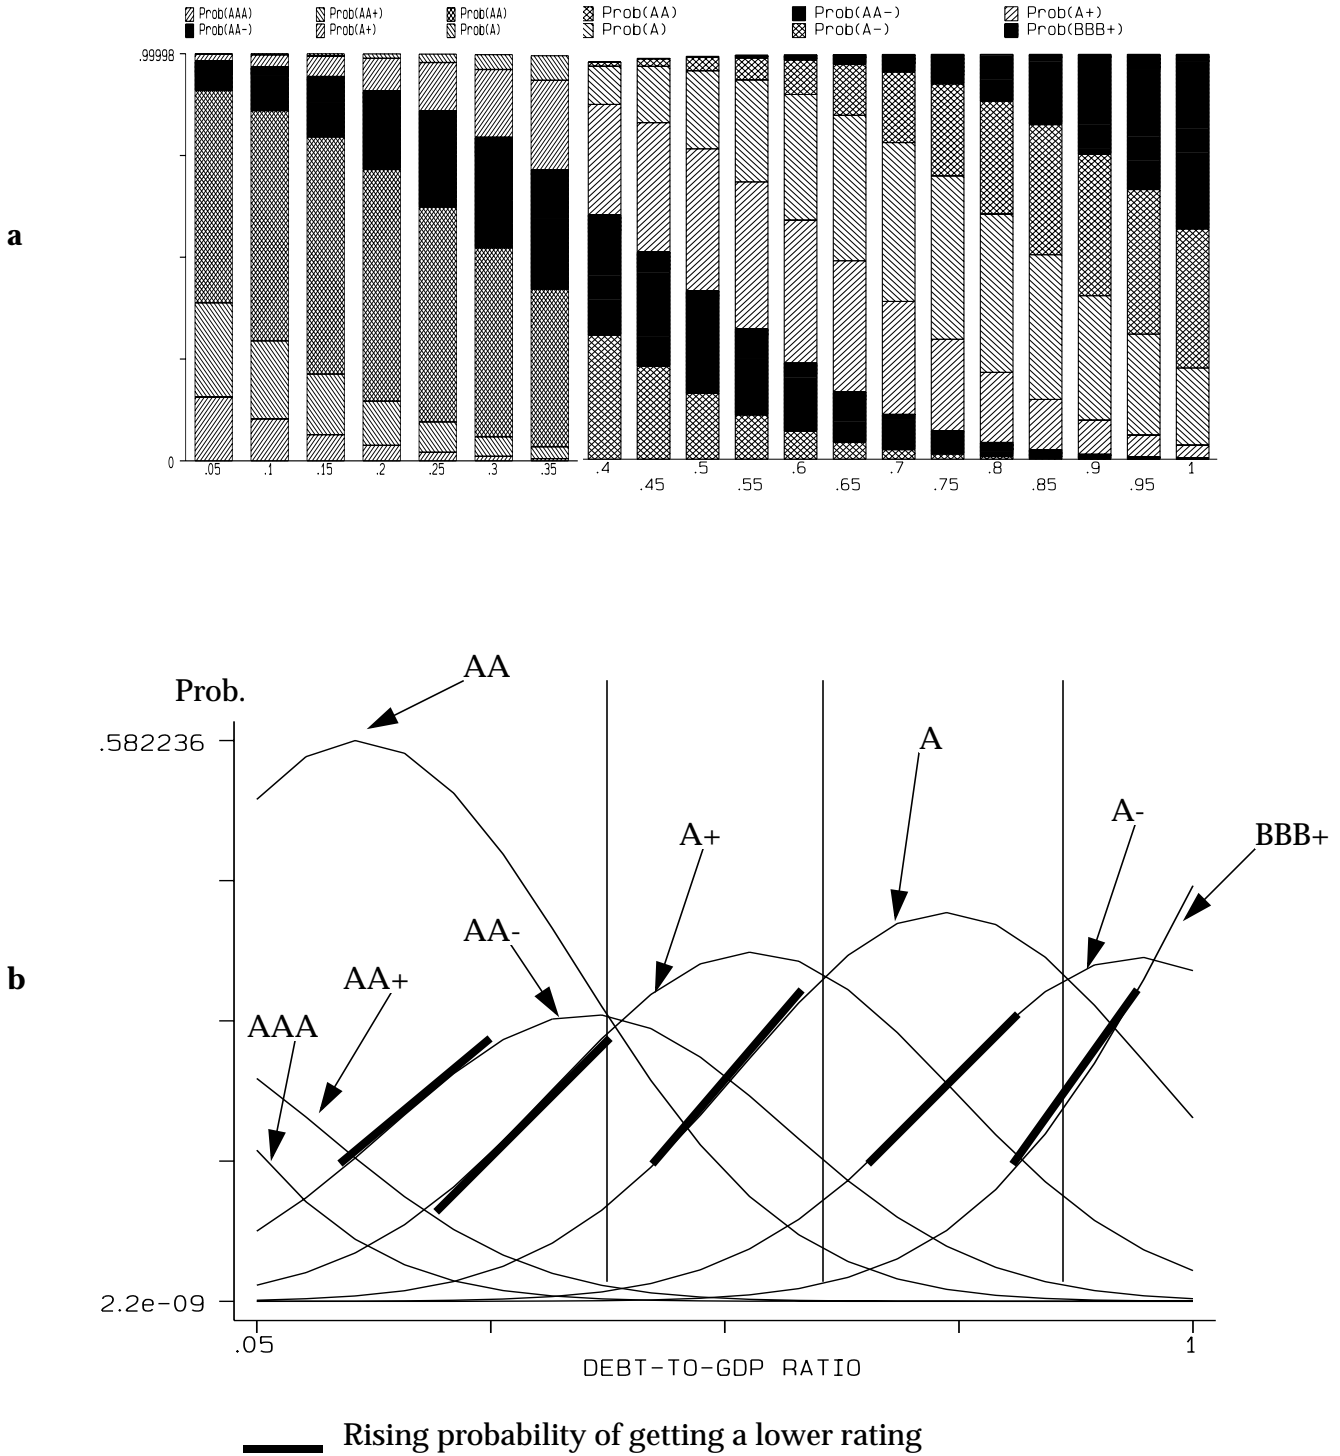 Prob(AAA) Prob(AA+) Prob(AA)
Prob(AA-) Prob(A+) Prob(A)
Prob(AA) Prob(AA-) Prob(A+)
Prob(A) Prob(A-) Prob(BBB+)
.99998
a
0
.05 .1 .15 .2 .25 .3 .35
.4 .5 .6 .7 .8 .9 1
.45 .55 .65 .75 .85 .95
AA
Prob.
.582236
A
A-
A+
BBB+
AA-
b
AA+
AAA
2.2e-09
.05 1
DEBT-TO-GDP RATIO
Rising probability of getting a lower rating